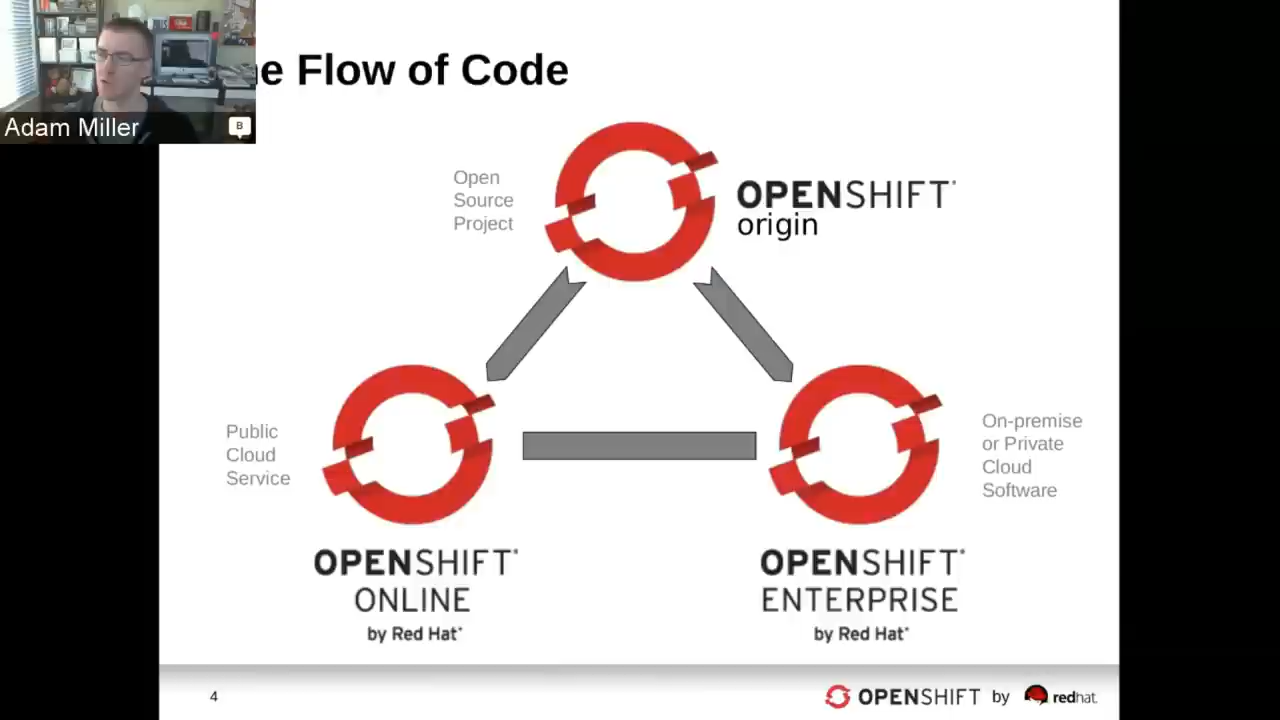 e Flow of Code
Adam Miller
B
Open
Source
Project
OPENSHIFT
origin
Public
Cloud
Service
On-premise
or Private
Cloud
Software
OPENSHIFT
ONLINE
by Red Hat
OPENSHIFT
ENTERPRISE
by Red Hat
4
OPENSHIFT by redhat.